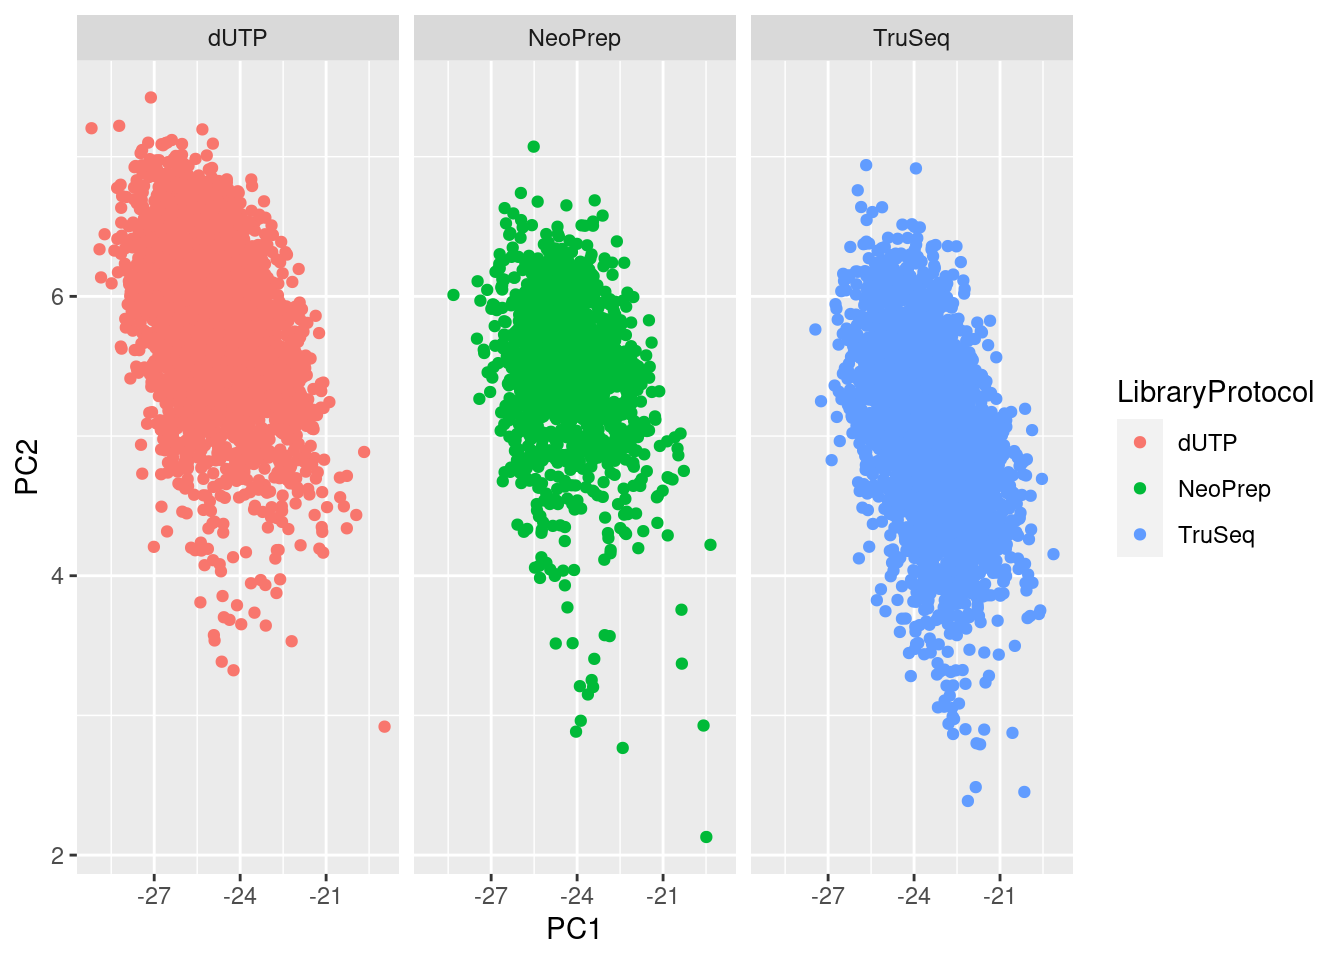 dUTP NeoPrep TruSeq
6
4
2
PC2
-27 -24 -21 -27 -24 -21 -27 -24 -21
PC1
LibraryProtocol
dUTP
NeoPrep
TruSeq